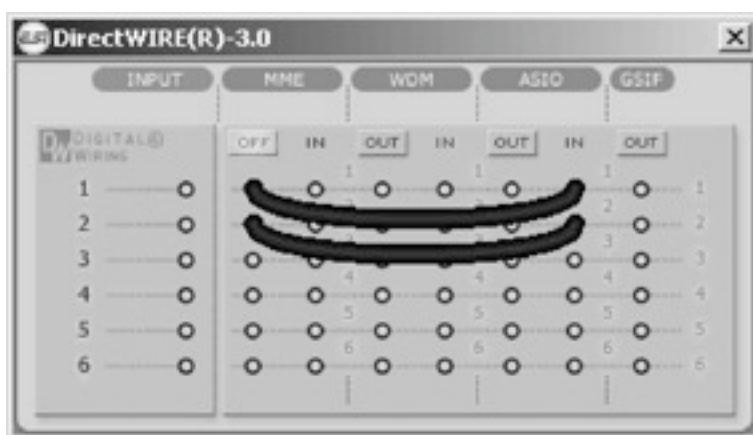 DirectWIRE(R)-3.0
INPUT MME WDM ASIO GSIF
DIGITAL
WIRING
OFF IN OUT IN OUT IN OUT
1 1 1 1 1
2 2 2
3 3 3
4 4 4 4 4
5 5 5 5 5
6 6 6 6 6